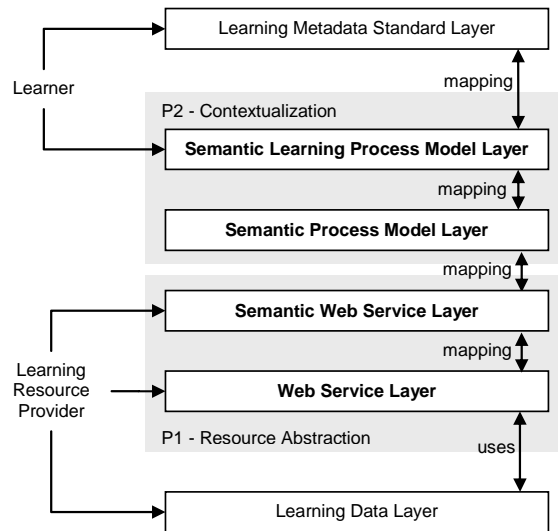 Learning Metadata Standard Layer
mapping
Learner
P2 - Contextualization
Semantic Learning Process Model Layer
mapping
Semantic Process Model Layer
mapping
Semantic Web Service Layer
mapping
Learning
Resource
Provider
Web Service Layer
P1 - Resource Abstraction
uses
Learning Data Layer